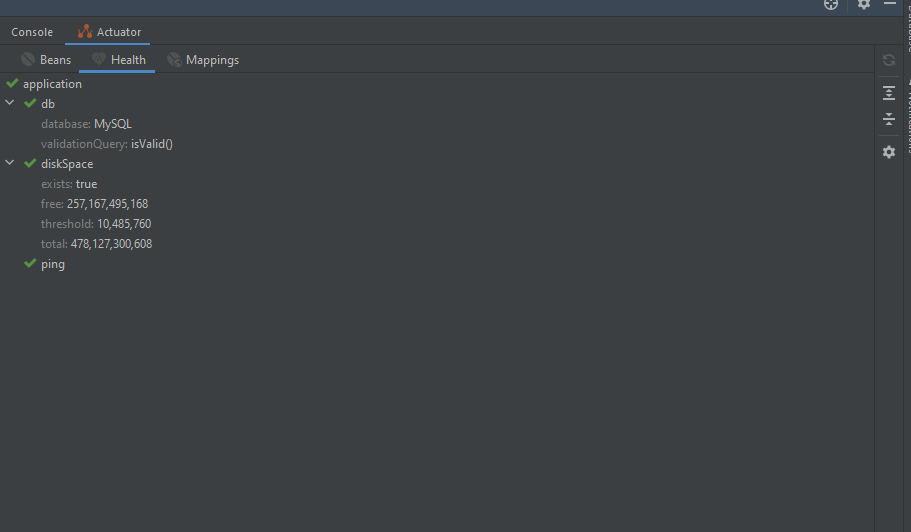 Console Actuator
Beans Health Mappings
application
db
database: MySQL
validationQuery: isValid()
diskSpace
exists: true
free: 257,167,495,168
threshold: 10,485,760
total: 478,127,300,608
ping